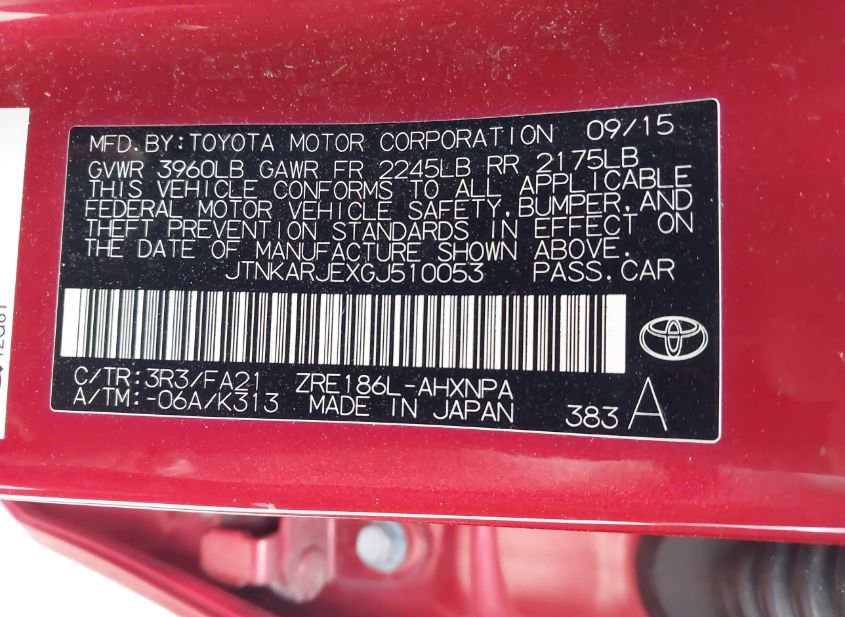 MFD.BY:TOYOTA MOTOR CORPORATION 09/15
GVWR 3960LB GAWR FR 2245LB RR 2175LB
THIS VEHICLE CONFORMS TO ALL APPLICABLE
FEDERAL MOTOR VEHICLE SAFETY,BUMPER,AND
THEFT PREVENTION STANDARDS IN EFFECT ON
THE DATE OF MANUFACTURE SHOWN ABOVE.
JTNKARJEXGJ510053 PASS.CAR
C/TR:3R3/FA21 ZRE186L-AHXNPA
A/TM:-06A/K313 MADE IN JAPAN 383 A